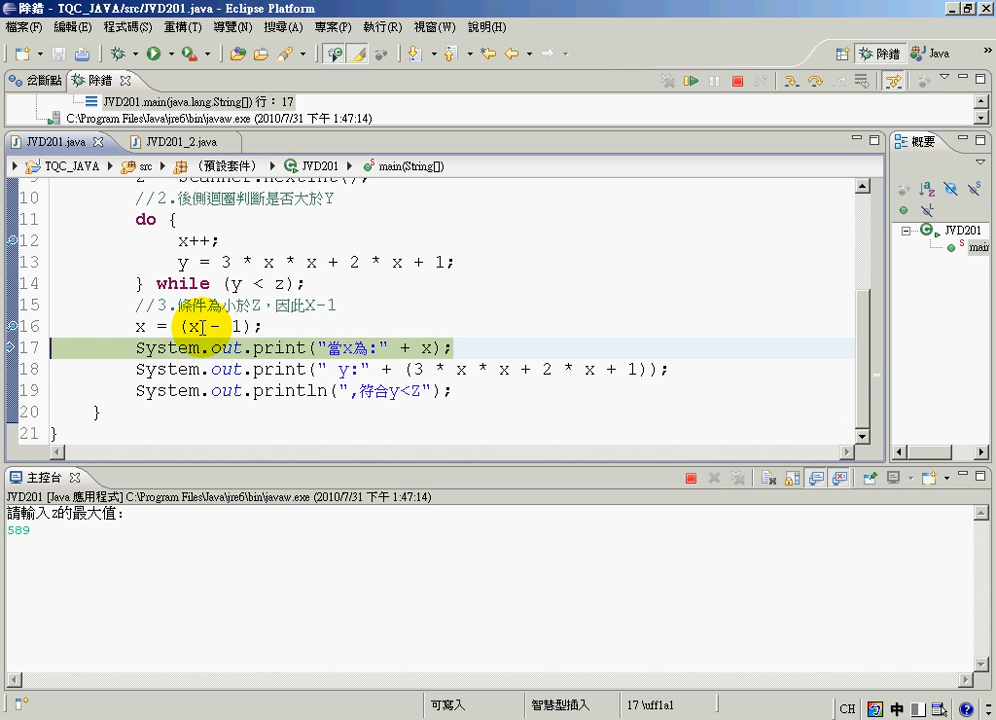 除錯 - TQC_JAVA/src/JVD201.java - Eclipse Platform
檔案(F) 編輯(E) 程式碼(S) 重構(T) 導覽(N) 搜尋(A) 專案(P) 執行(R) 視窗(W) 說明(H)
除錯 Java
岔斷點 除錯
JVD201.main(java.lang.String[]) 行: 17
C:\Program Files\Java\jre6\bin\javaw.exe (2010/7/31 下午 1:47:14)
JVD201.java JVD201_2.java 概要
TQC_JAVA src (預設套件) JVD201 main(String[])
10 //2.後側迴圈判斷是否大於Y
11 do {
12 x++;
13 y = 3 * x * x + 2 * x + 1;
14 } while (y < z);
15 //3.條件為小於Z,因此X-1
16 x = (x - 1);
17 System.out.print("當x為:" + x);
18 System.out.print(" y:" + (3 * x * x + 2 * x + 1));
19 System.out.println(",符合y<Z");
20 }
21 }
JVD201
main
主控台
JVD201 [Java 應用程式] C:\Program Files\Java\jre6\bin\javaw.exe (2010/7/31 下午 1:47:14)
請輸入z的最大值:
589
可寫入 智慧型插入 17 \uff1a1 CH 中